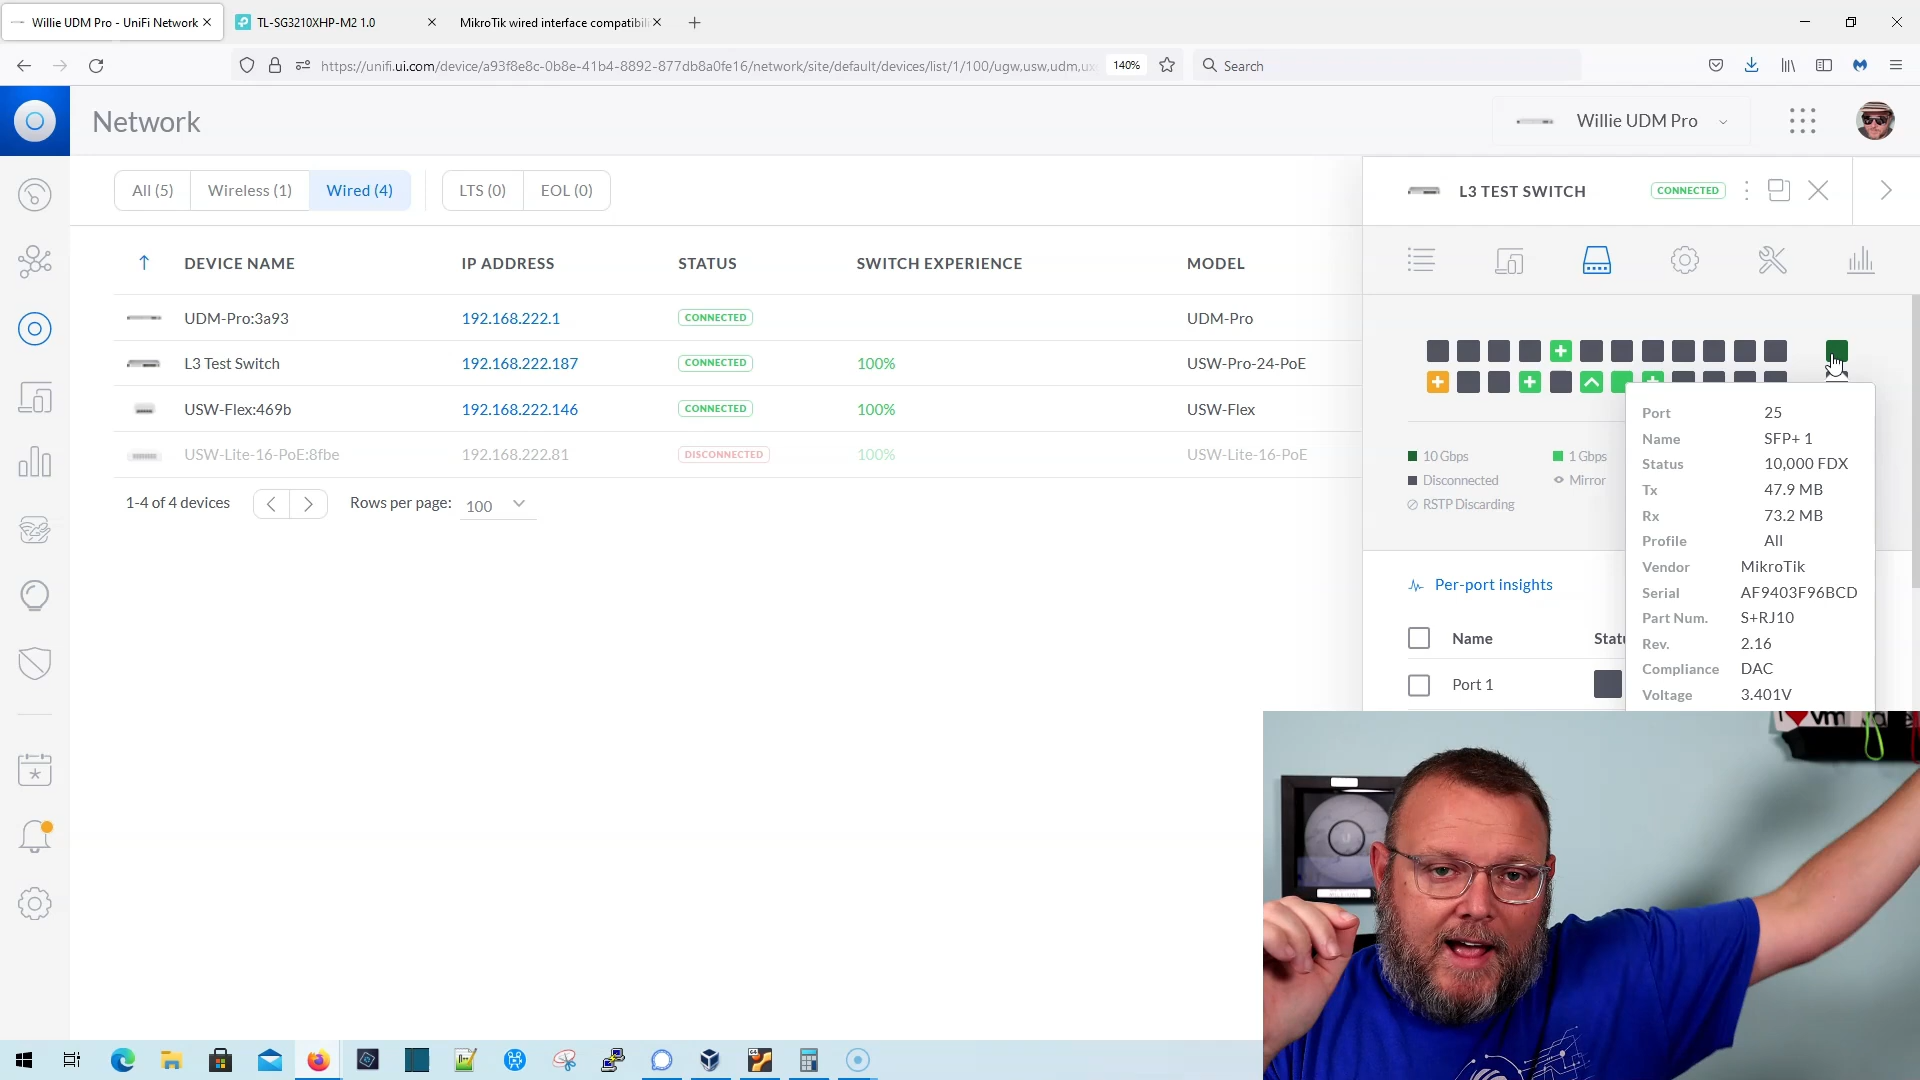 Willie UDM Pro - UniFi Network
TL-SG3210XHP-M2 1.0
MikroTik wired interface compatibili
https://unifi.ui.com/device/a93f8e8c-0b8e-41b4-8892-877db8a0fe16/network/site/default/devices/list/1/100/ugw,usw,udm,ux
140%
Search
Network
Willie UDM Pro
All (5)
Wireless (1)
Wired (4)
LTS (0)
EOL (0)
L3 TEST SWITCH
CONNECTED
DEVICE NAME
IP ADDRESS
STATUS
SWITCH EXPERIENCE
MODEL
UDM-Pro:3a93
192.168.222.1
CONNECTED
UDM-Pro
L3 Test Switch
192.168.222.187
CONNECTED
100%
USW-Pro-24-PoE
USW-Flex:469b
192.168.222.146
CONNECTED
100%
USW-Flex
USW-Lite-16-PoE:8fbe
192.168.222.81
DISCONNECTED
100%
USW-Lite-16-PoE
1-4 of 4 devices
Rows per page:
100
10 Gbps
1 Gbps
Disconnected
Mirror
RSTP Discarding
Per-port insights
Name
Statu
Port 1
Port 25
Name SFP+ 1
Status 10,000 FDX
Tx 47.9 MB
Rx 73.2 MB
Profile All
Vendor MikroTik
Serial AF9403F96BCD
Part Num. S+RJ10
Rev. 2.16
Compliance DAC
Voltage 3.401V